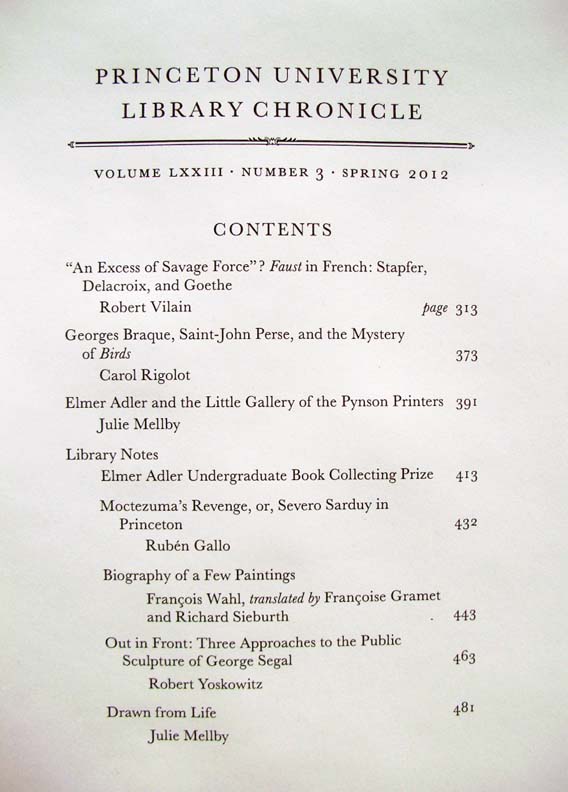 PRINCETON UNIVERSITY
LIBRARY CHRONICLE
VOLUME LXXIII · NUMBER 3 · SPRING 2012
CONTENTS
“An Excess of Savage Force”? Faust in French: Stapfer,
Delacroix, and Goethe
Robert Vilain page 313
Georges Braque, Saint-John Perse, and the Mystery
of Birds 373
Carol Rigolot
Elmer Adler and the Little Gallery of the Pynson Printers 391
Julie Mellby
Library Notes
Elmer Adler Undergraduate Book Collecting Prize 413
Moctezuma’s Revenge, or, Severo Sarduy in
Princeton 432
Rubén Gallo
Biography of a Few Paintings
François Wahl, translated by Françoise Gramet
and Richard Sieburth 443
Out in Front: Three Approaches to the Public
Sculpture of George Segal 463
Robert Yoskowitz
Drawn from Life 481
Julie Mellby